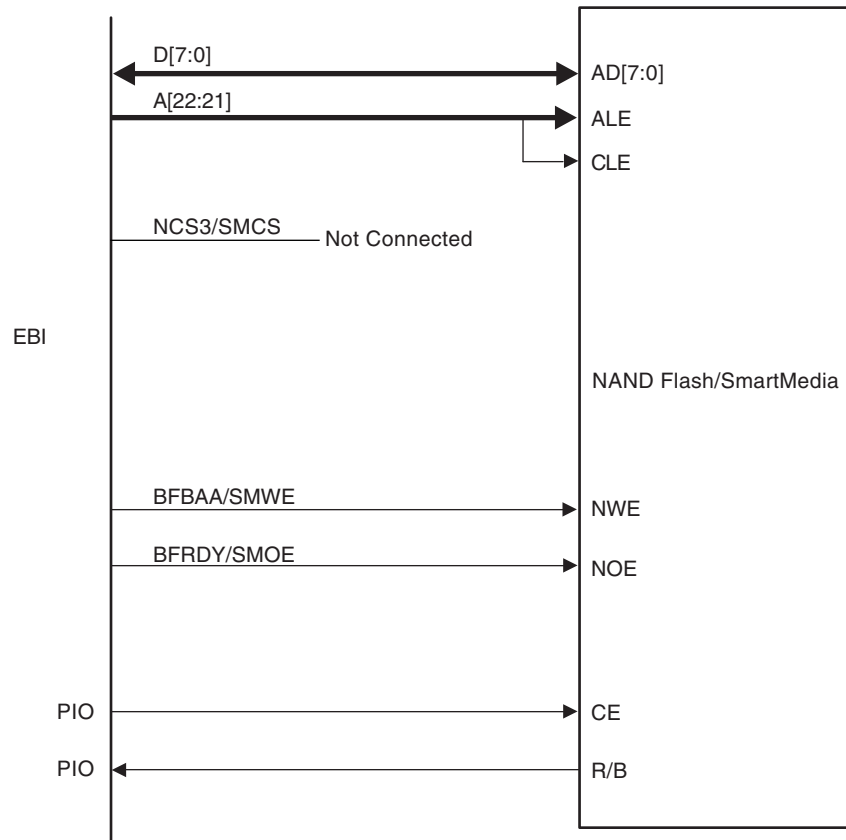 D[7:0]
AD[7:0]
A[22:21]
ALE
CLE
NCS3/SMCS
Not Connected
EBI
NAND Flash/SmartMedia
BFBAA/SMWE
NWE
BFRDY/SMOE
NOE
PIO
CE
PIO
R/B